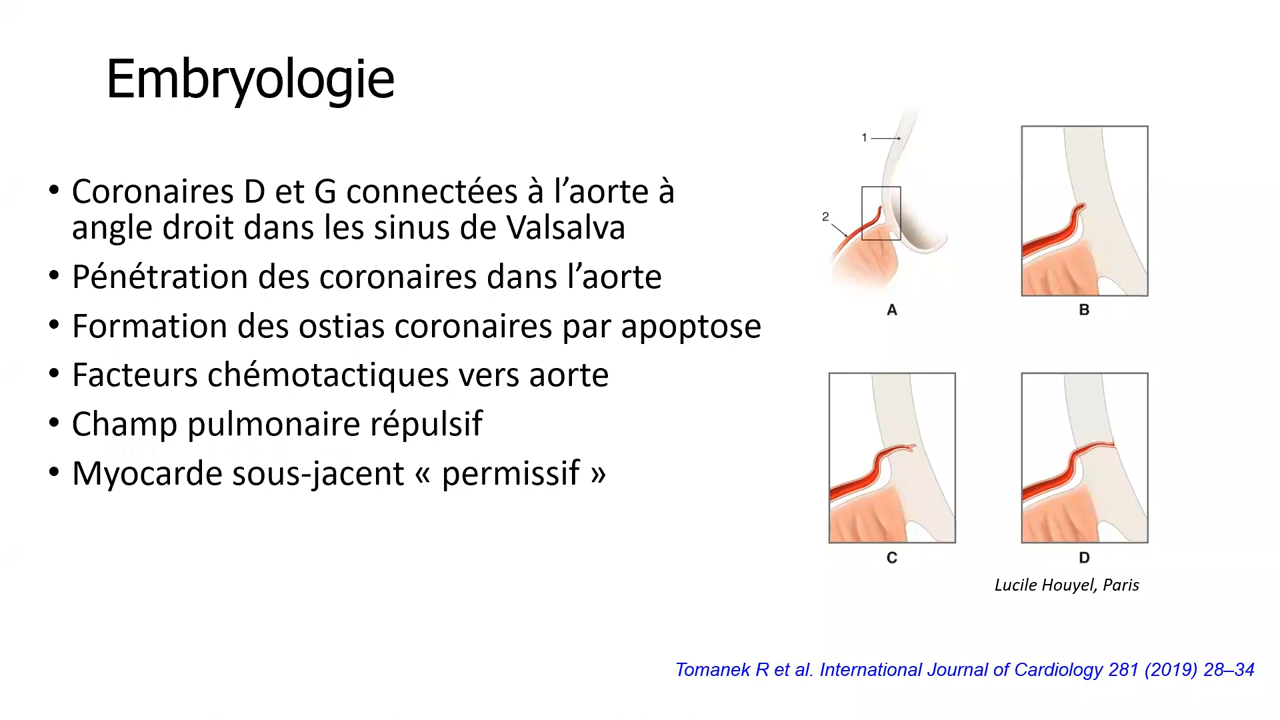 Embryologie
• Coronaires D et G connectées à l’aorte à
angle droit dans les sinus de Valsalva
• Pénétration des coronaires dans l’aorte
• Formation des ostias coronaires par apoptose
• Facteurs chémotactiques vers aorte
• Champ pulmonaire répulsif
• Myocarde sous-jacent « permissif »
1
2
A
B
C
D
Lucile Houyel, Paris
Tomanek R et al. International Journal of Cardiology 281 (2019) 28–34